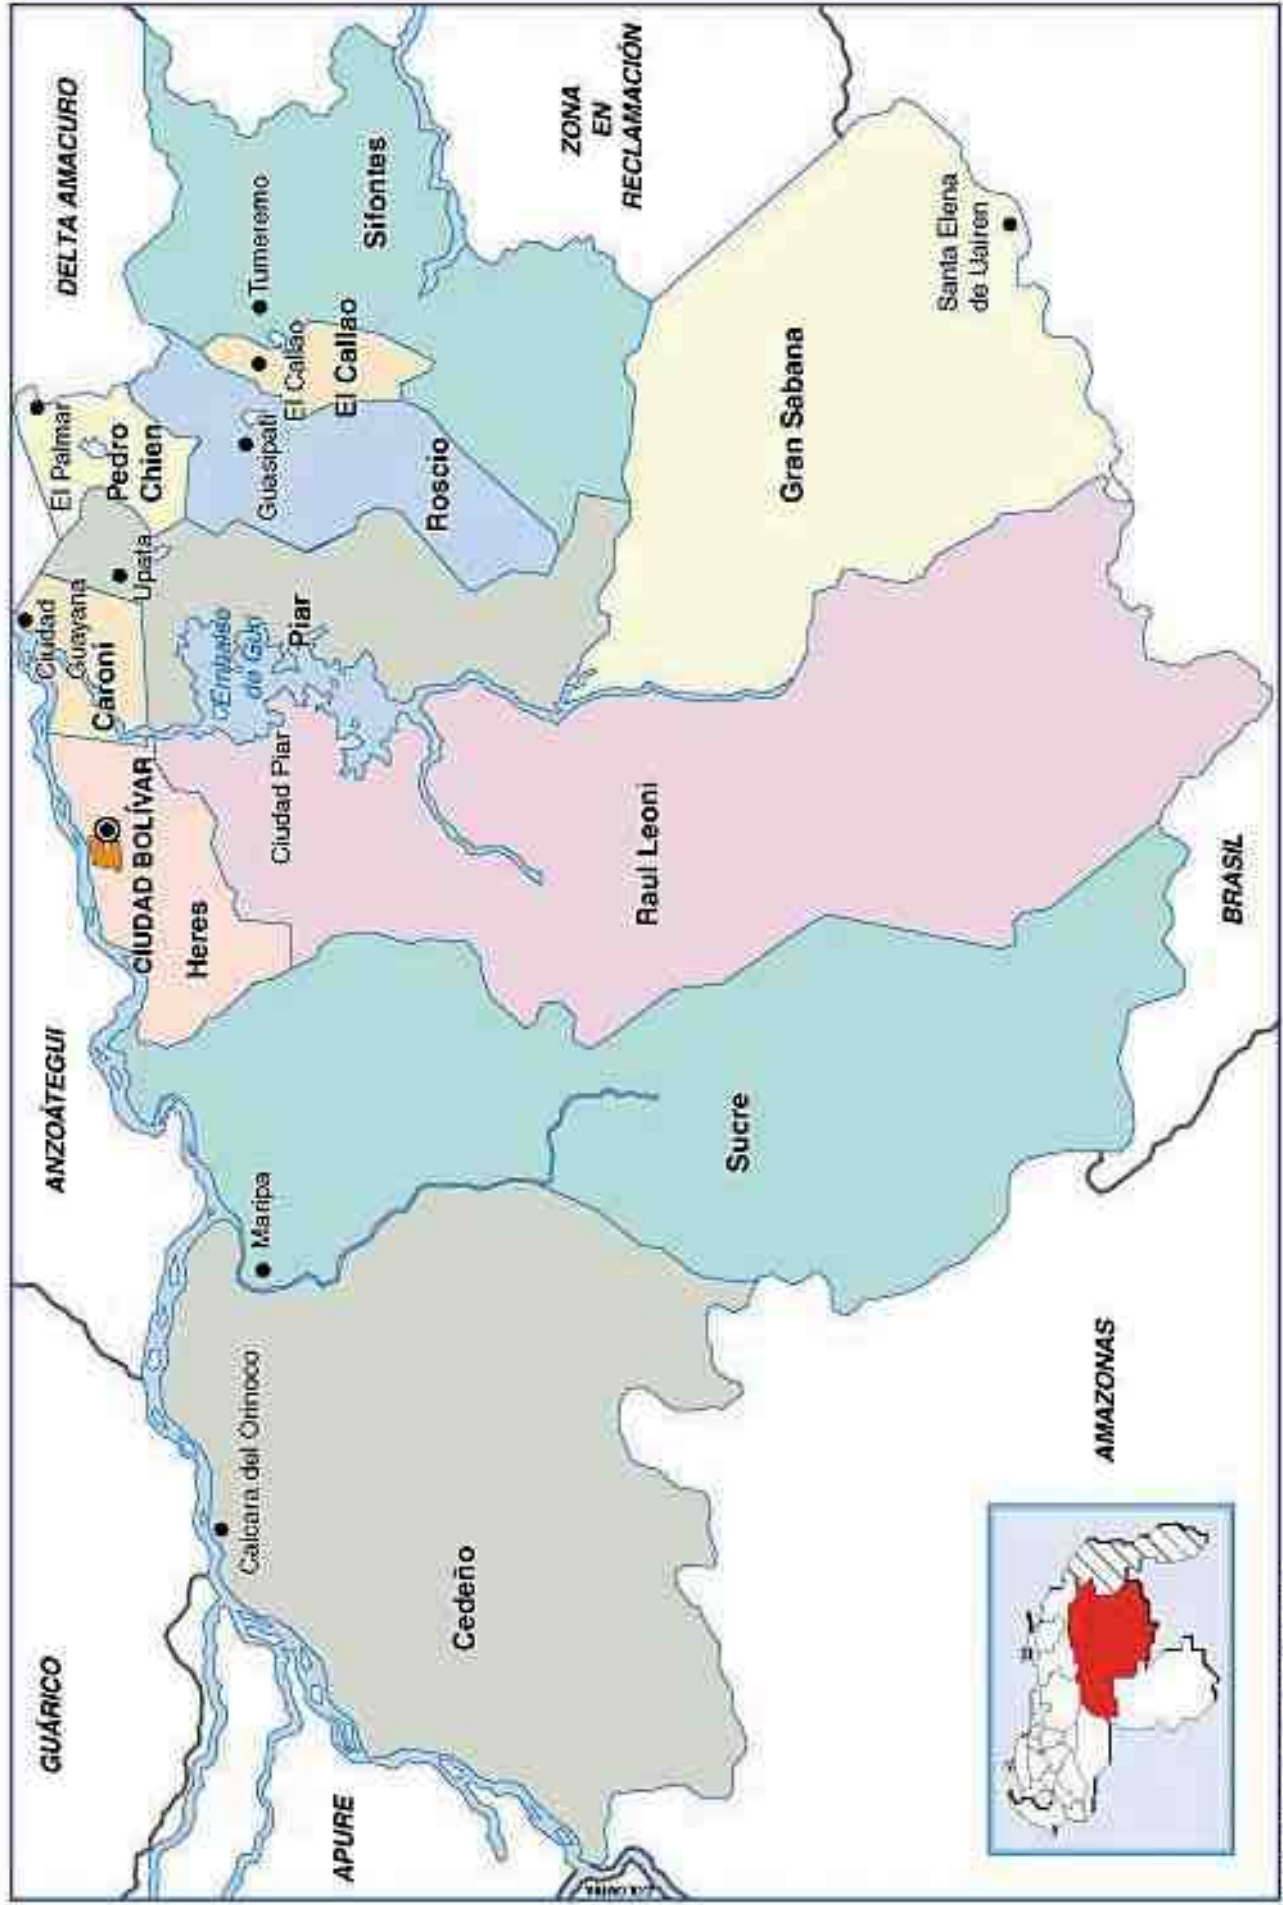 GUÁRICO
ANZOÁTEGUI
DELTA AMACURO
APURE
Caicara del Orinoco
Cedeño
Maripa
Sucre
CIUDAD BOLÍVAR
Heres
Ciudad
Guayana
Caroní
El Palmar
Pedro
Chien
Upata
Embalse
de Guri
Piar
Ciudad Piar
Guasipati
Roscio
El Callao
El Callao
Tumeremo
Sifontes
ZONA
EN
RECLAMACIÓN
Raul Leoni
Gran Sabana
Santa Elena
de Uairen
BRASIL
AMAZONAS